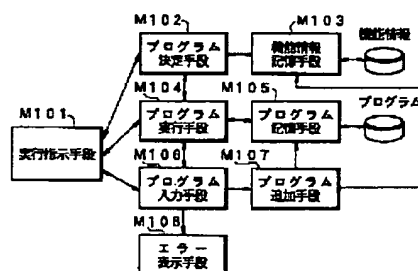 M102
M103
プログラム
決定手段
機能情報
記憶手段
機能情報
M104
M105
プログラム
M101
プログラム
実行手段
プログラム
記憶手段
実行指示手段
M106
M107
プログラム
入力手段
プログラム
追加手段
M108
エラー
表示手段